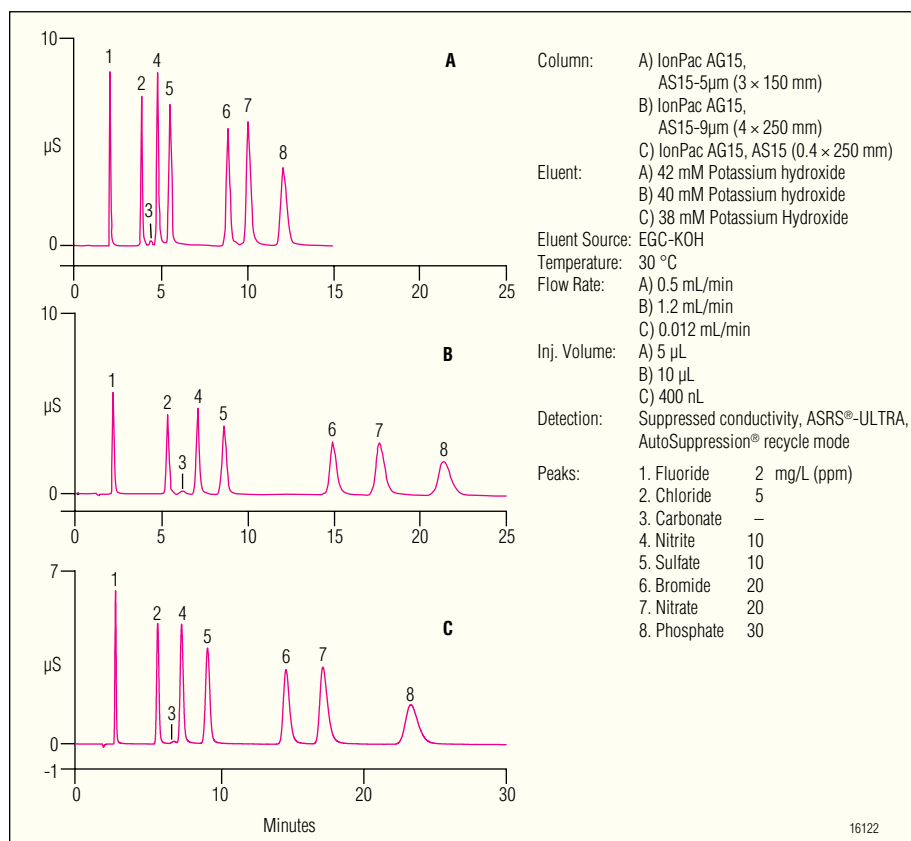 10
µS
0
1
2
3
4
5
6
7
8
A
0
5
10
15
20
25
10
µS
0
1
2
3
4
5
6
7
8
B
0
5
10
15
20
25
7
µS
0
-1
1
2
3
4
5
6
7
8
C
0
10
20
30
Minutes
Column: A) IonPac AG15,
AS15-5µm (3 × 150 mm)
B) IonPac AG15,
AS15-9µm (4 × 250 mm)
C) IonPac AG15, AS15 (0.4 × 250 mm)
Eluent: A) 42 mM Potassium hydroxide
B) 40 mM Potassium hydroxide
C) 38 mM Potassium Hydroxide
Eluent Source: EGC-KOH
Temperature: 30 °C
Flow Rate: A) 0.5 mL/min
B) 1.2 mL/min
C) 0.012 mL/min
Inj. Volume: A) 5 µL
B) 10 µL
C) 400 nL
Detection: Suppressed conductivity, ASRS®-ULTRA,
AutoSuppression® recycle mode
Peaks: 1. Fluoride 2 mg/L (ppm)
2. Chloride 5
3. Carbonate –
4. Nitrite 10
5. Sulfate 10
6. Bromide 20
7. Nitrate 20
8. Phosphate 30
16122